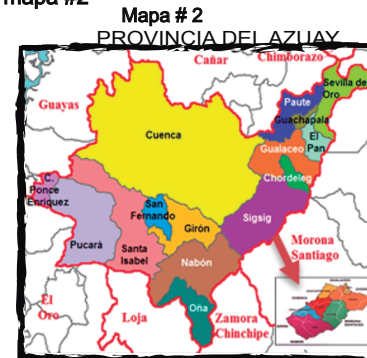 mapa #2
Mapa # 2
PROVINCIA DEL AZUAY
Cañar
Chimborazo
Guayas
Sevilla de
Oro
Paute
Guachapala
El
Pan
Cuenca
Gualaceo
Chordeleg
C.
Ponce
Enríquez
San
Fernando
Girón
Sigsig
Pucará
Santa
Isabel
Nabón
Morona
Santiago
El
Oro
Loja
Oña
Zamora
Chinchipe